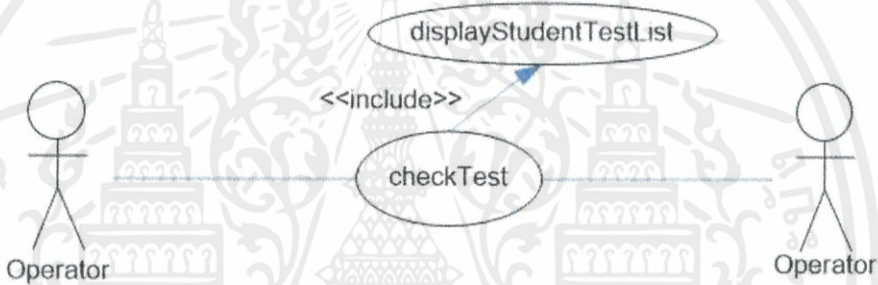 displayStudentTestList
<<include>>
checkTest
Operator
Operator